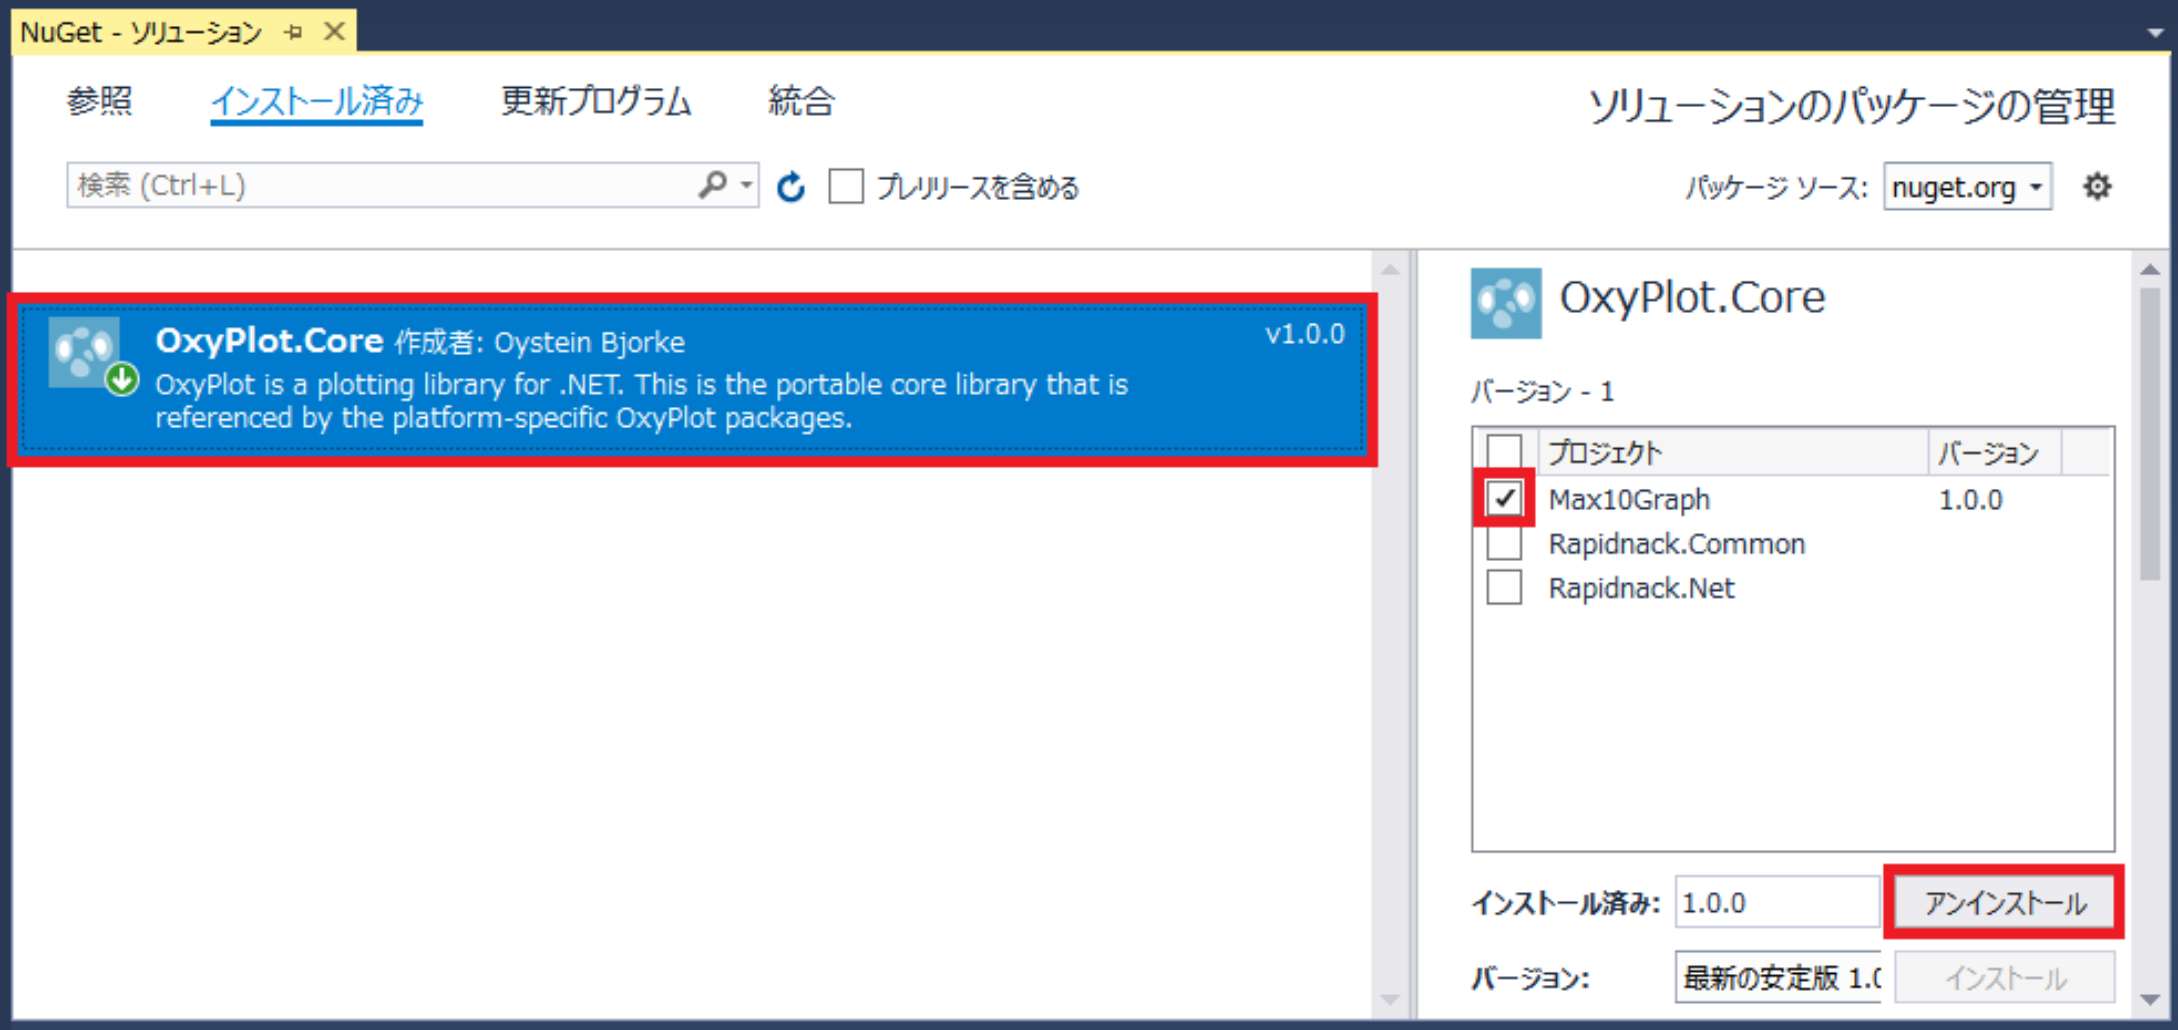 NuGet - ソリューション
参照 インストール済み 更新プログラム 統合
ソリューションのパッケージの管理
検索 (Ctrl+L)
プレリリースを含める
パッケージ ソース: nuget.org
OxyPlot.Core 作成者: Oystein Bjorke v1.0.0
OxyPlot is a plotting library for .NET. This is the portable core library that is
referenced by the platform-specific OxyPlot packages.
OxyPlot.Core
バージョン - 1
プロジェクト バージョン
Max10Graph 1.0.0
Rapidnack.Common
Rapidnack.Net
インストール済み: 1.0.0 アンインストール
バージョン: 最新の安定版 1.0 インストール